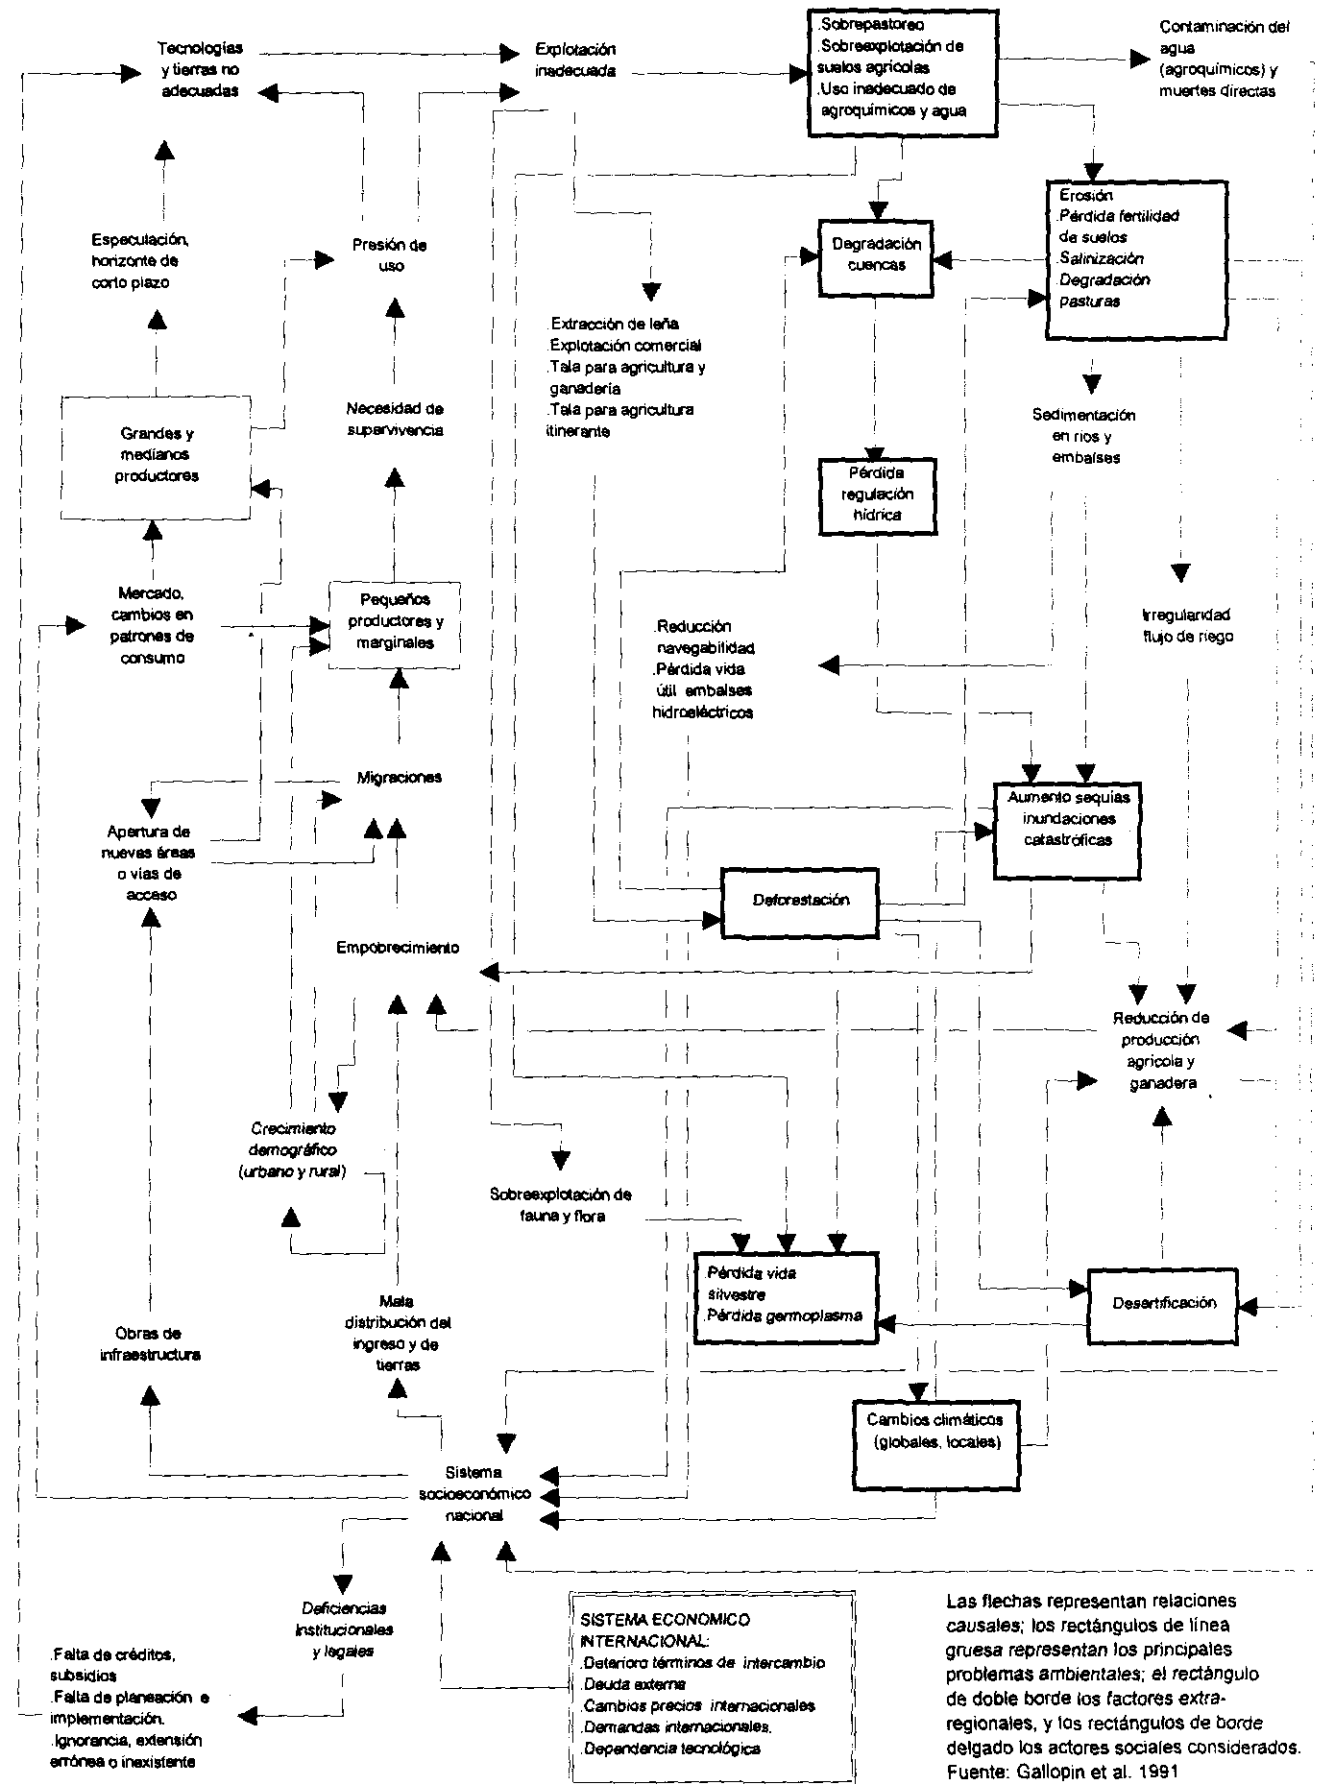 Tecnologías
y tierras no
adecuadas
Explotación
inadecuada
.Sobrepastoreo
.Sobreexplotación de
suelos agrícolas
.Uso inadecuado de
agroquímicos y agua
Contaminación del
agua
(agroquímicos) y
muertes directas
Especulación,
horizonte de
corto plazo
Presión de
uso
Degradación
cuencas
Erosión
.Pérdida fertilidad
de suelos
.Salinización
.Degradación
pasturas
.Extracción de leña
.Explotación comercial
.Tala para agricultura y
ganadería
.Tala para agricultura
itinerante
Grandes y
medianos
productores
Necesidad de
supervivencia
Sedimentación
en ríos y
embalses
Pérdida
regulación
hídrica
Mercado,
cambios en
patrones de
consumo
Pequeños
productores y
marginales
.Reducción
navegabilidad
.Pérdida vida
útil embalses
hidroeléctricos
Irregularidad
flujo de riego
Migraciones
Apertura de
nuevas áreas
o vías de
acceso
Aumento sequías
inundaciones
catastróficas
Deforestación
Empobrecimiento
Reducción de
producción
agrícola y
ganadera
Crecimiento
demográfico
(urbano y rural)
Sobreexplotación de
fauna y flora
.Pérdida vida
silvestre
.Pérdida germoplasma
Desertificación
Obras de
infraestructura
Mala
distribución del
ingreso y de
tierras
Cambios climáticos
(globales, locales)
Sistema
socioeconómico
nacional
Deficiencias
institucionales
y legales
.Falta de créditos,
subsidios
.Falta de planeación e
implementación.
.Ignorancia, extensión
errónea o inexistente
SISTEMA ECONOMICO
INTERNACIONAL:
.Deterioro términos de intercambio
.Deuda externa
.Cambios precios internacionales
.Demandas internacionales.
.Dependencia tecnológica
Las flechas representan relaciones
causales; los rectángulos de línea
gruesa representan los principales
problemas ambientales; el rectángulo
de doble borde los factores extra-
regionales, y los rectángulos de borde
delgado los actores sociales considerados.
Fuente: Gallopin et al. 1991